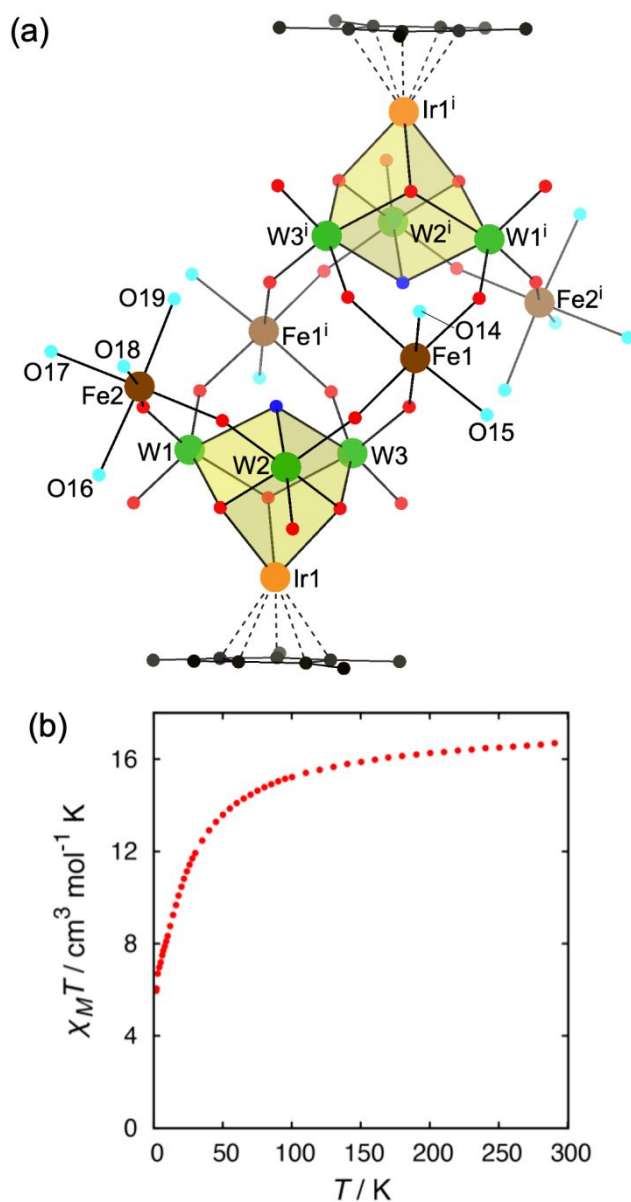 (a)
Ir1ⁱ
W3ⁱ
W2ⁱ
W1ⁱ
O19
O14
Fe2ⁱ
O18
Fe1ⁱ
Fe1
O17
Fe2
O15
W1
W2
W3
O16
Ir1
(b)
16
12
8
4
0
χ_M T / cm³ mol⁻¹ K
0 50 100 150 200 250 300
T / K